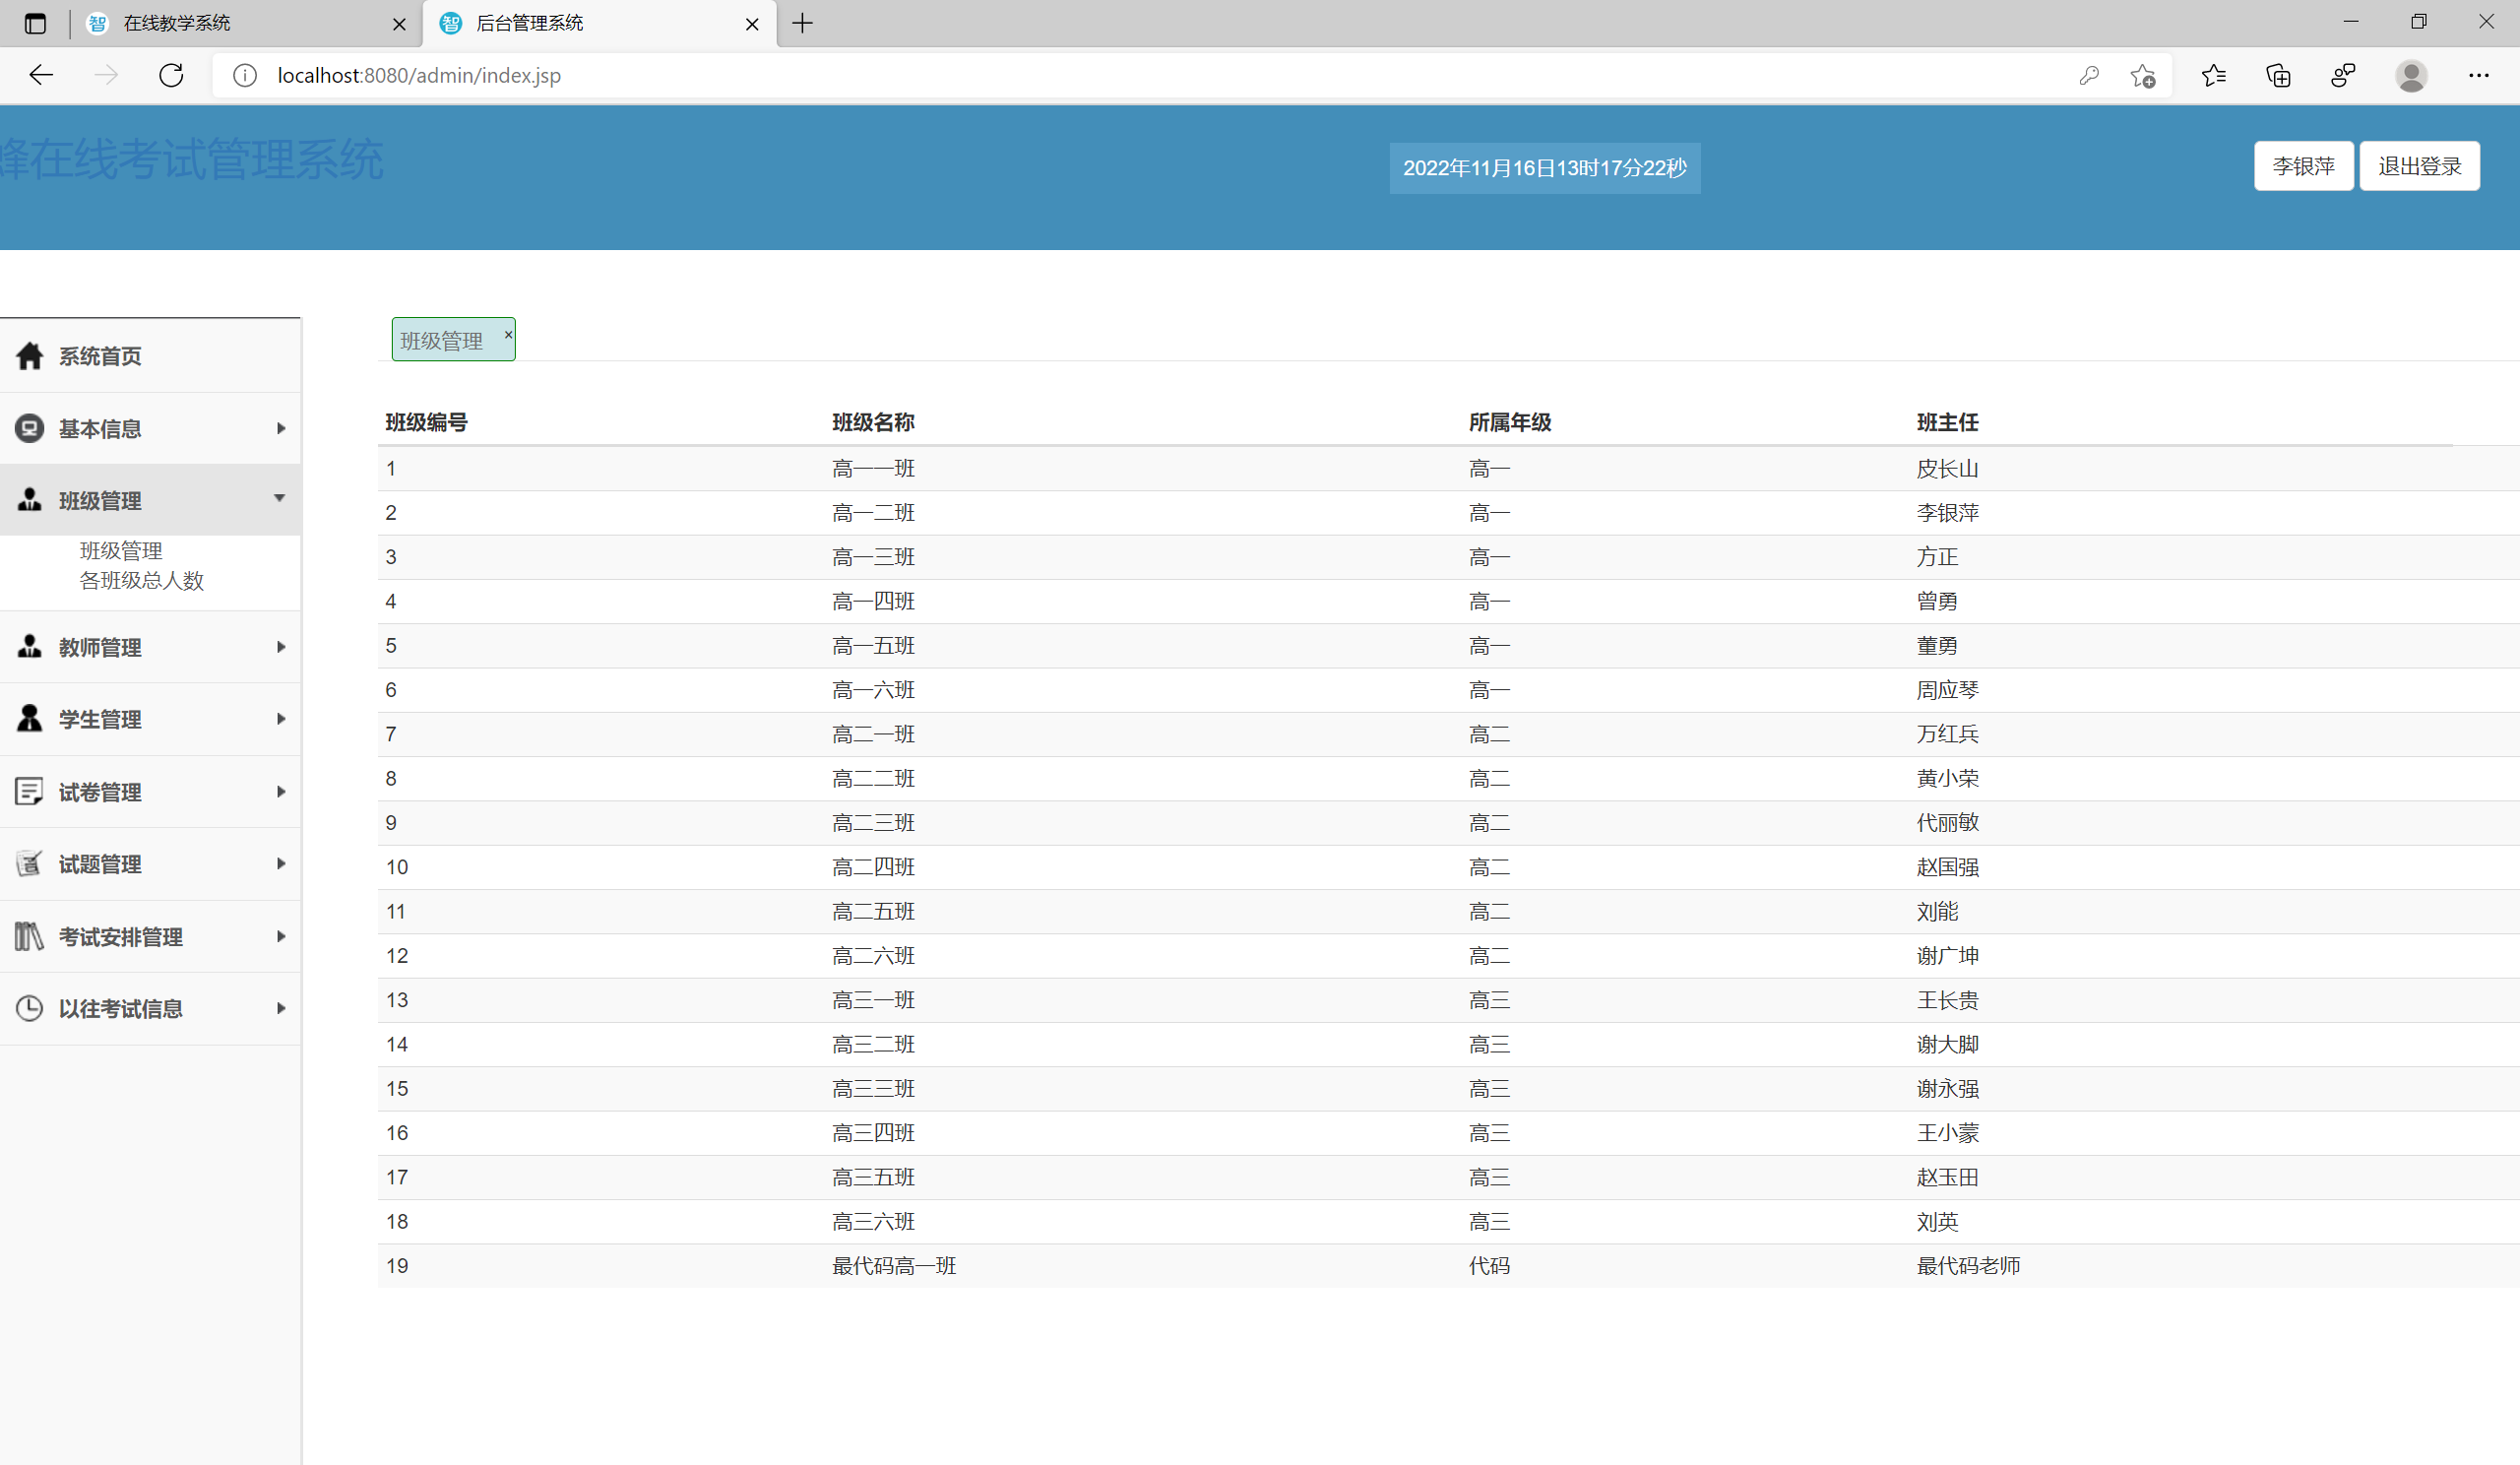 在线教学系统
后台管理系统
localhost:8080/admin/index.jsp
在线考试管理系统
2022年11月16日13时17分22秒
李银萍
退出登录
系统首页
基本信息
班级管理
班级管理
各班级总人数
教师管理
学生管理
试卷管理
试题管理
考试安排管理
以往考试信息
班级管理 ×
班级编号 班级名称 所属年级 班主任
1 高一一班 高一 皮长山
2 高一二班 高一 李银萍
3 高一三班 高一 方正
4 高一四班 高一 曾勇
5 高一五班 高一 董勇
6 高一六班 高一 周应琴
7 高二一班 高二 万红兵
8 高二二班 高二 黄小荣
9 高二三班 高二 代丽敏
10 高二四班 高二 赵国强
11 高二五班 高二 刘能
12 高二六班 高二 谢广坤
13 高三一班 高三 王长贵
14 高三二班 高三 谢大脚
15 高三三班 高三 谢永强
16 高三四班 高三 王小蒙
17 高三五班 高三 赵玉田
18 高三六班 高三 刘英
19 最代码高一班 代码 最代码老师